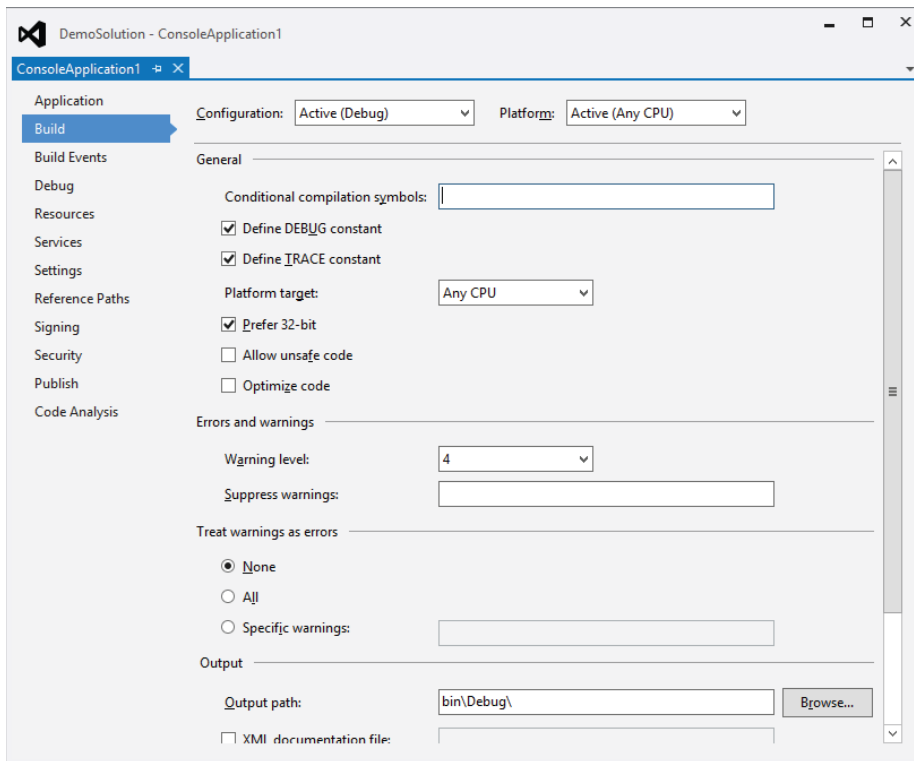 DemoSolution - ConsoleApplication1
ConsoleApplication1
Application
Build
Build Events
Debug
Resources
Services
Settings
Reference Paths
Signing
Security
Publish
Code Analysis
Configuration: Active (Debug) Platform: Active (Any CPU)
General
Conditional compilation symbols:
Define DEBUG constant
Define TRACE constant
Platform target: Any CPU
Prefer 32-bit
Allow unsafe code
Optimize code
Errors and warnings
Warning level: 4
Suppress warnings:
Treat warnings as errors
None
All
Specific warnings:
Output
Output path: bin\Debug\ Browse...
XML documentation file: